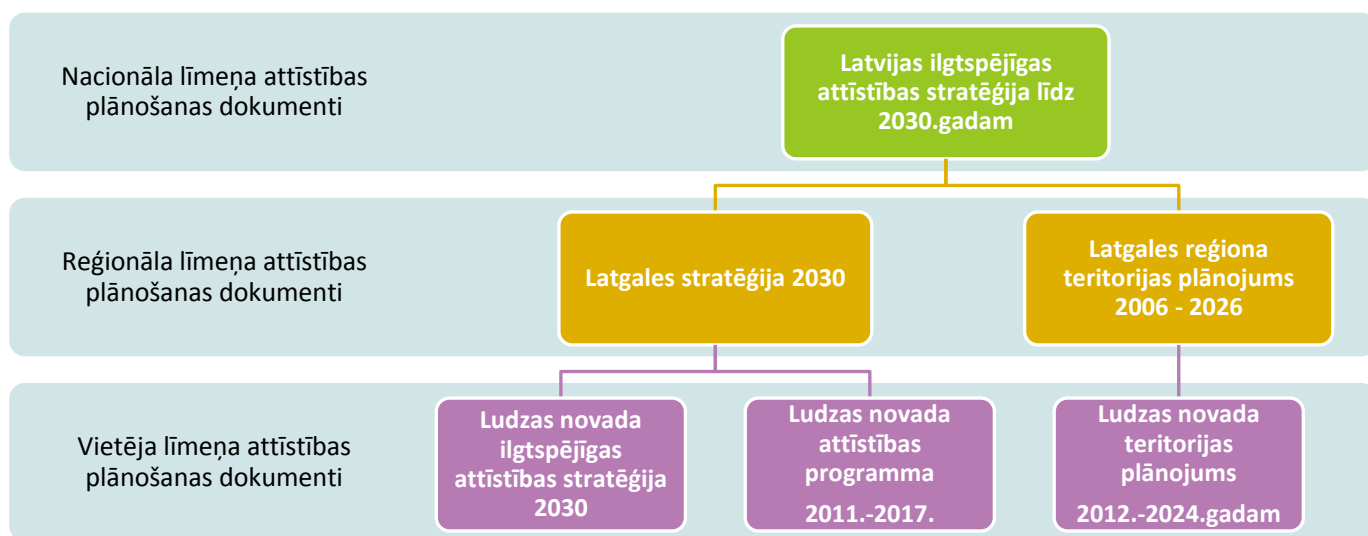 Nacionāla līmeņa attīstības
plānošanas dokumenti
Latvijas ilgtspējīgas
attīstības stratēģija līdz
2030.gadam
Reģionāla līmeņa attīstības
plānošanas dokumenti
Latgales stratēģija 2030
Latgales reģiona
teritorijas plānojums
2006 - 2026
Vietēja līmeņa attīstības
plānošanas dokumenti
Ludzas novada
ilgtspējīgas
attīstības stratēģija
2030
Ludzas novada
attīstības
programma
2011.-2017.
Ludzas novada
teritorijas
plānojums
2012.-2024.gadam